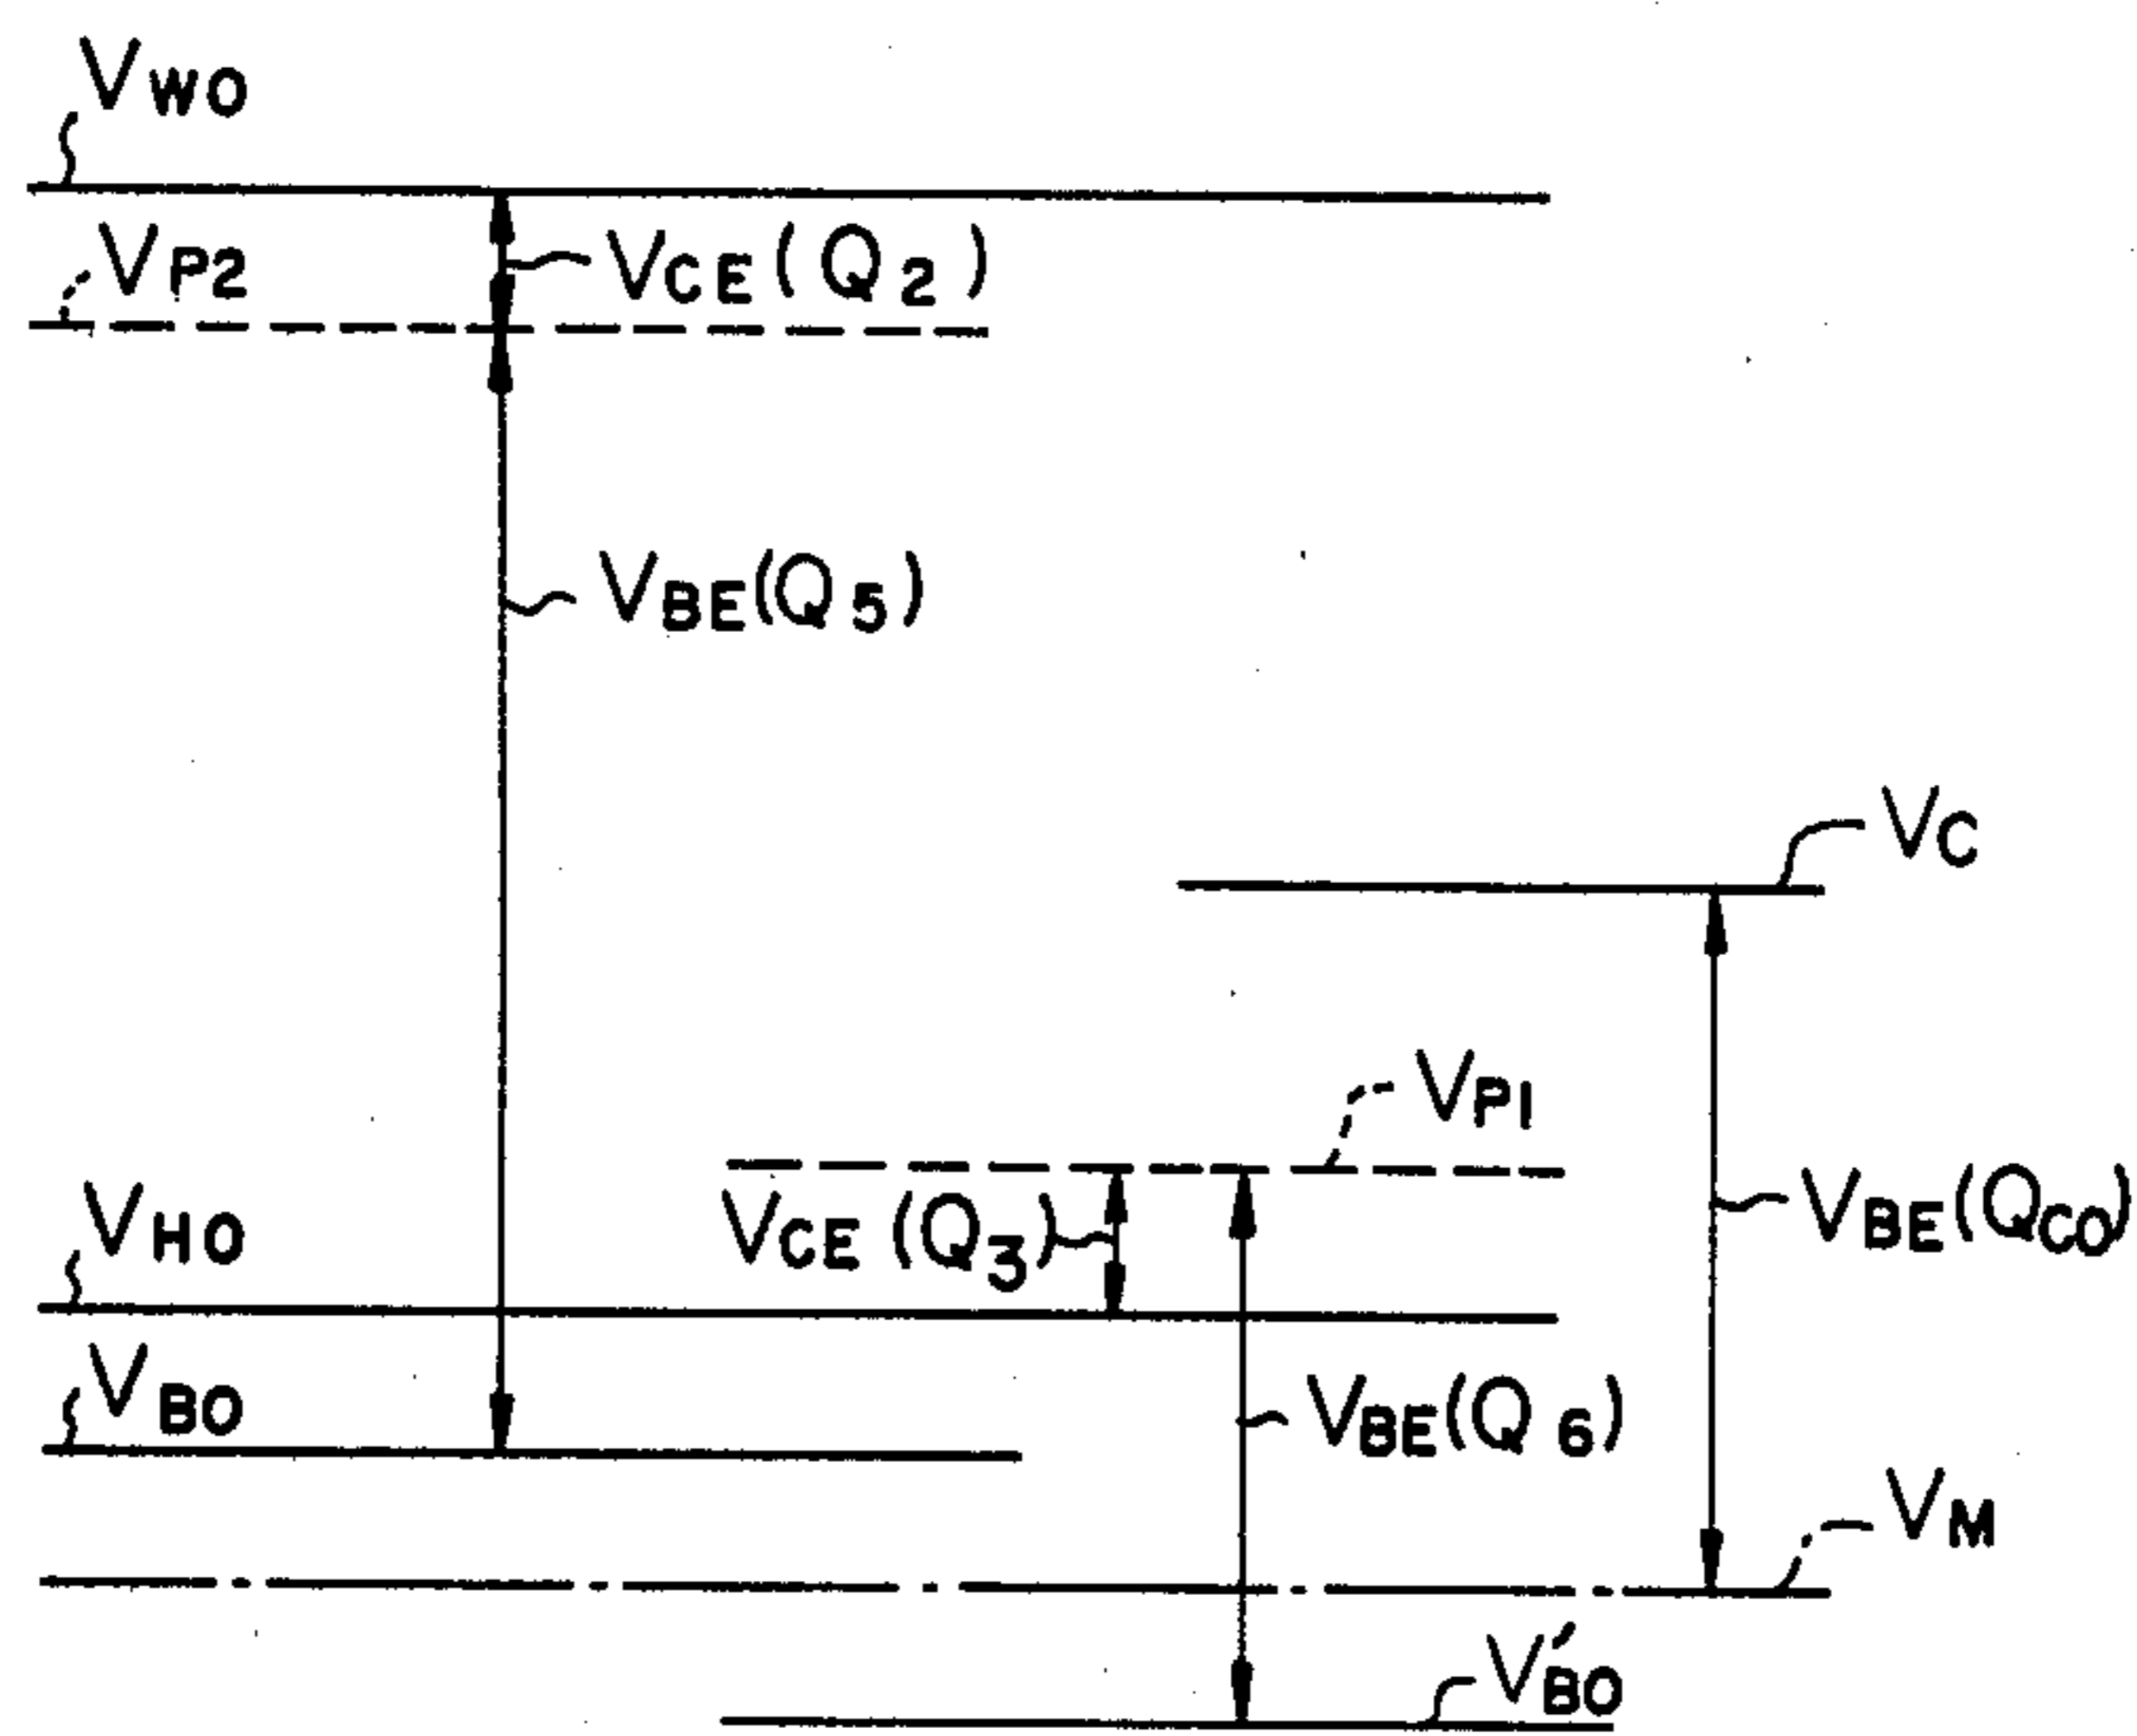 VWO
VP2
VCE(Q2)
VBE(Q5)
VC
VP1
VHO
VCE(Q3)
VBE(QCO)
VBO
VBE(Q6)
VM
V'BO